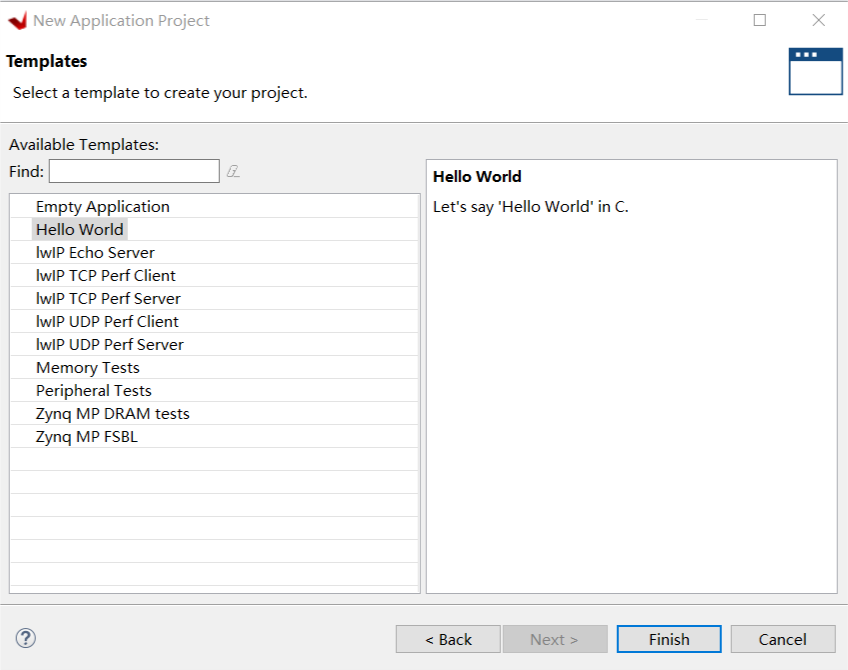 New Application Project
Templates
Select a template to create your project.
Available Templates:
Find:
Empty Application
Hello World
lwIP Echo Server
lwIP TCP Perf Client
lwIP TCP Perf Server
lwIP UDP Perf Client
lwIP UDP Perf Server
Memory Tests
Peripheral Tests
Zynq MP DRAM tests
Zynq MP FSBL
Hello World
Let's say 'Hello World' in C.
?
< Back
Next >
Finish
Cancel